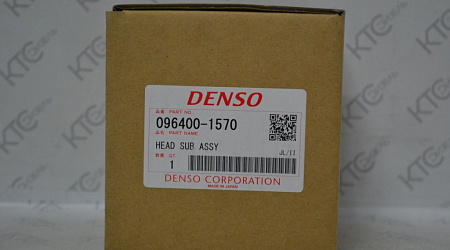 DENSO
品番 PART NO.
096400-1570
品名 PART NAME
HEAD SUB ASSY
JL/II
数量 QT
1
DENSO CORPORATION
MADE IN JAPAN